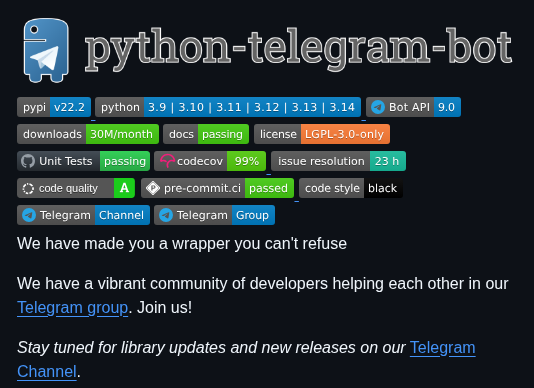 python-telegram-bot
pypi v22.2 python 3.9 | 3.10 | 3.11 | 3.12 | 3.13 | 3.14 Bot API 9.0
downloads 30M/month docs passing license LGPL-3.0-only
Unit Tests passing codecov 99% issue resolution 23 h
code quality A pre-commit.ci passed code style black
Telegram Channel Telegram Group
We have made you a wrapper you can't refuse
We have a vibrant community of developers helping each other in our
Telegram group. Join us!
Stay tuned for library updates and new releases on our Telegram
Channel.